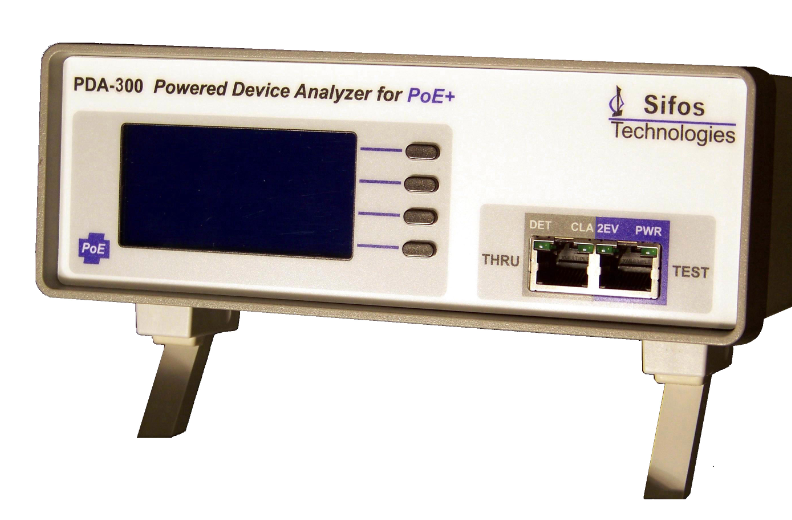 PDA-300 Powered Device Analyzer for PoE+
Sifos
Technologies
PoE
DET CLA 2EV PWR
THRU TEST